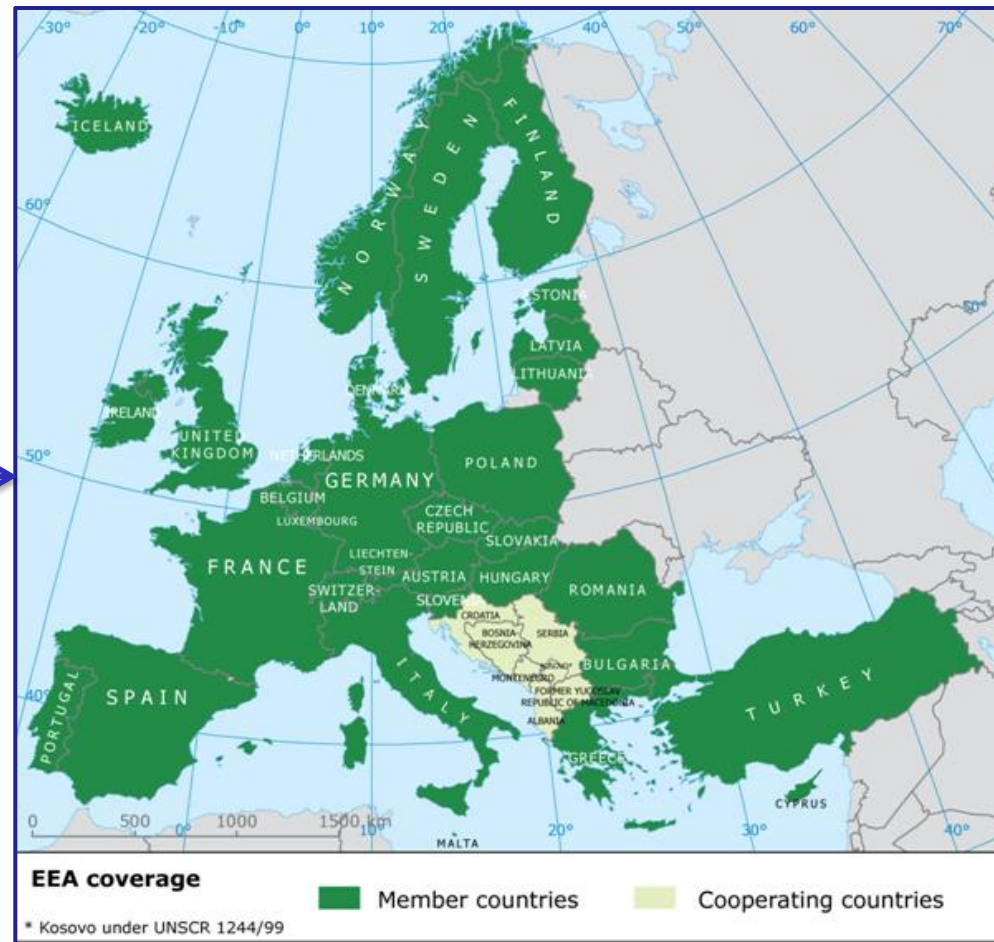 -30°
-20°
-10°
0°
10°
20°
30°
40°
50°
60°
70°
ICELAND
60°
NORWAY
SWEDEN
FINLAND
ESTONIA
50°
LATVIA
LITHUANIA
DENMARK
IRELAND
UNITED
KINGDOM
50°
NETHERLANDS
GERMANY
POLAND
BELGIUM
LUXEMBOURG
CZECH
REPUBLIC
SLOVAKIA
FRANCE
LIECHTEN-
STEIN
AUSTRIA
HUNGARY
SWITZER-
LAND
ROMANIA
SLOVENI
CROATIA
BOSNIA-
HERZEGOVINA
SERBIA
KOSOVO*
BULGARIA
MONTENEGRO
ITALY
FORMER YUGOSLAV
REPUBLIC OF MACEDONIA
ALBANIA
40°
PORTUGAL
SPAIN
TURKEY
GREECE
CYPRUS
0 500 1000 1500 km
0°
10°
20°
30°
40°
MALTA
EEA coverage
Member countries
Cooperating countries
* Kosovo under UNSCR 1244/99